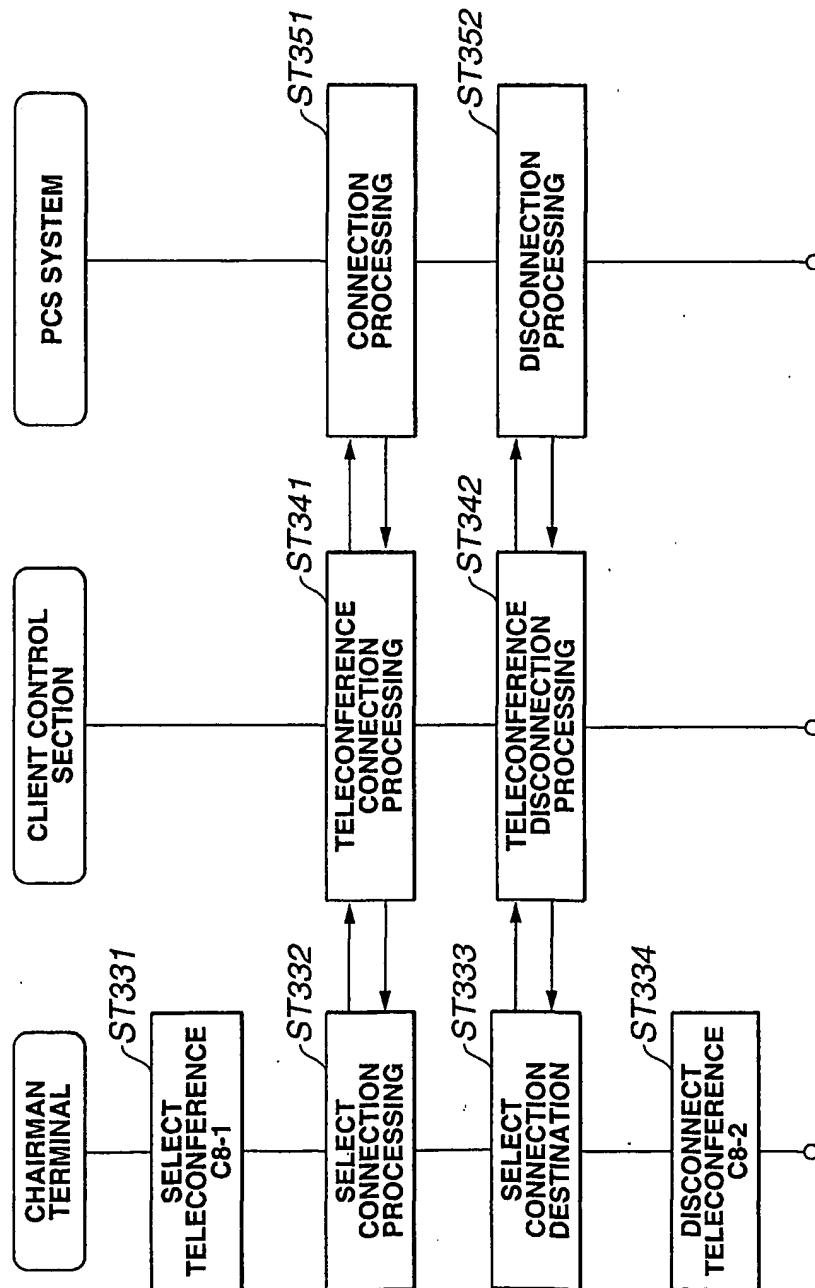 CHAIRMAN
TERMINAL
CLIENT CONTROL
SECTION
PCS SYSTEM
ST331
SELECT
TELECONFERENCE
C8-1
ST332
SELECT
CONNECTION
PROCESSING
ST341
TELECONFERENCE
CONNECTION
PROCESSING
ST351
CONNECTION
PROCESSING
ST333
SELECT
CONNECTION
DESTINATION
ST342
TELECONFERENCE
DISCONNECTION
PROCESSING
ST352
DISCONNECTION
PROCESSING
ST334
DISCONNECT
TELECONFERENCE
C8-2